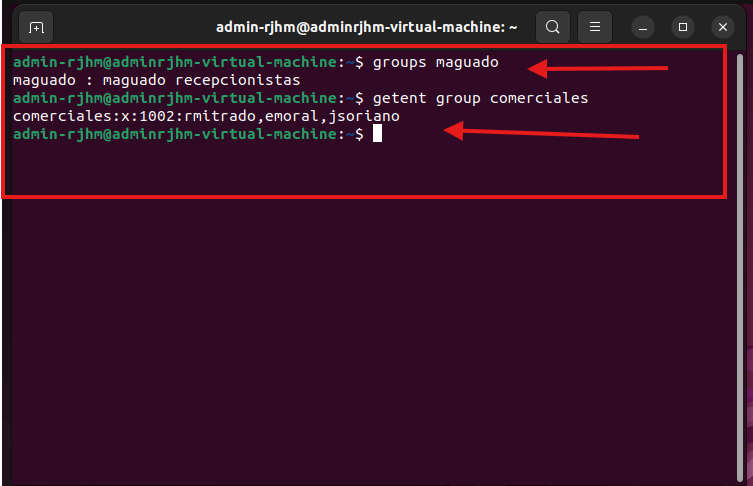 admin-rjhm@adminrjhm-virtual-machine: ~
admin-rjhm@adminrjhm-virtual-machine:~$ groups maguado
maguado : maguado recepcionistas
admin-rjhm@adminrjhm-virtual-machine:~$ getent group comerciales
comerciales:x:1002:rmitrado,emoral,jsoriano
admin-rjhm@adminrjhm-virtual-machine:~$